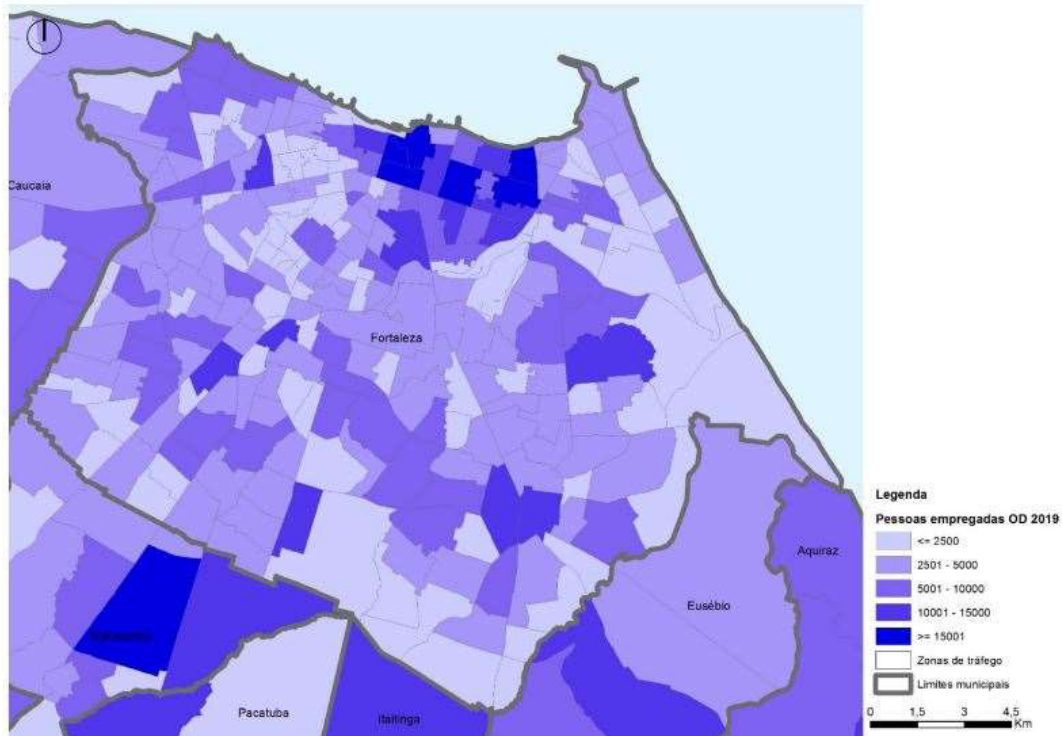 Caucaia
Fortaleza
Aquiraz
Eusébio
Pacatuba
Itaitinga
Legenda
Pessoas empregadas OD 2019
<= 2500
2501 - 5000
5001 - 10000
10001 - 15000
>= 15001
Zonas de tráfego
Limites municipais
0 1,5 3 4,5
Km